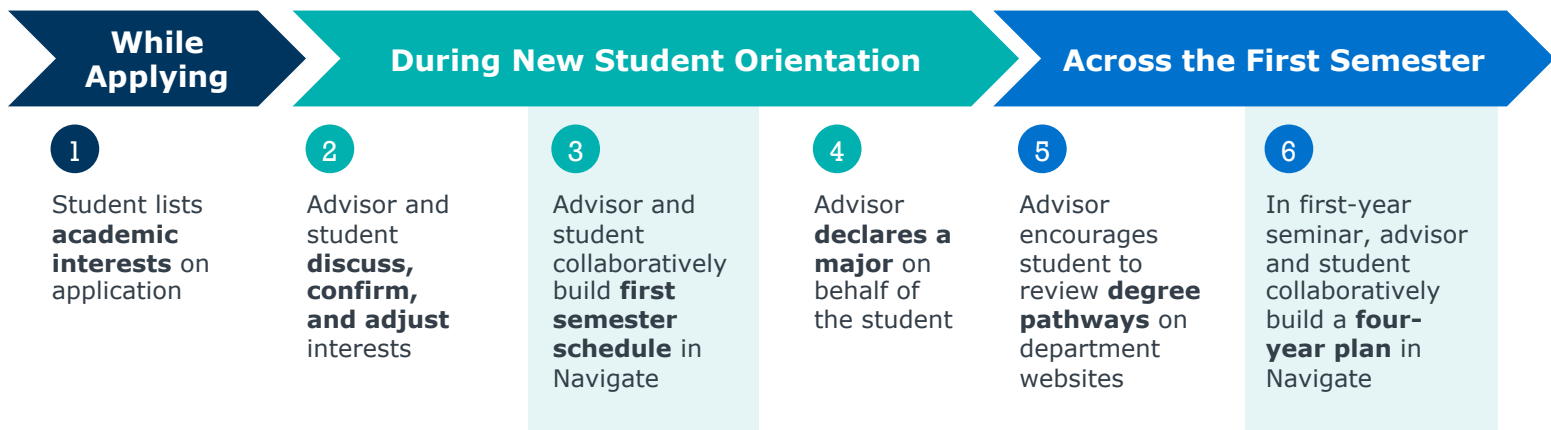 While
Applying
During New Student Orientation
Across the First Semester
1
Student lists
academic
interests on
application
2
Advisor and
student
discuss,
confirm,
and adjust
interests
3
Advisor and
student
collaboratively
build first
semester
schedule in
Navigate
4
Advisor
declares a
major on
behalf of
the student
5
Advisor
encourages
student to
review degree
pathways on
department
websites
6
In first-year
seminar, advisor
and student
collaboratively
build a four-
year plan in
Navigate